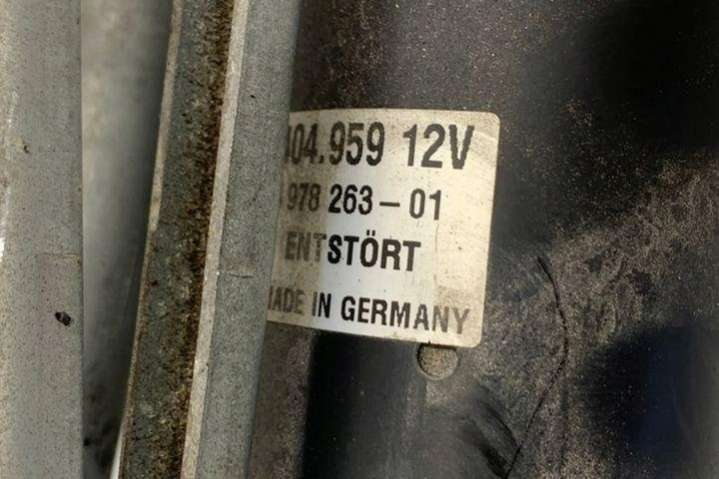 404.959 12V
978 263-01
ENTSTÖRT
MADE IN GERMANY